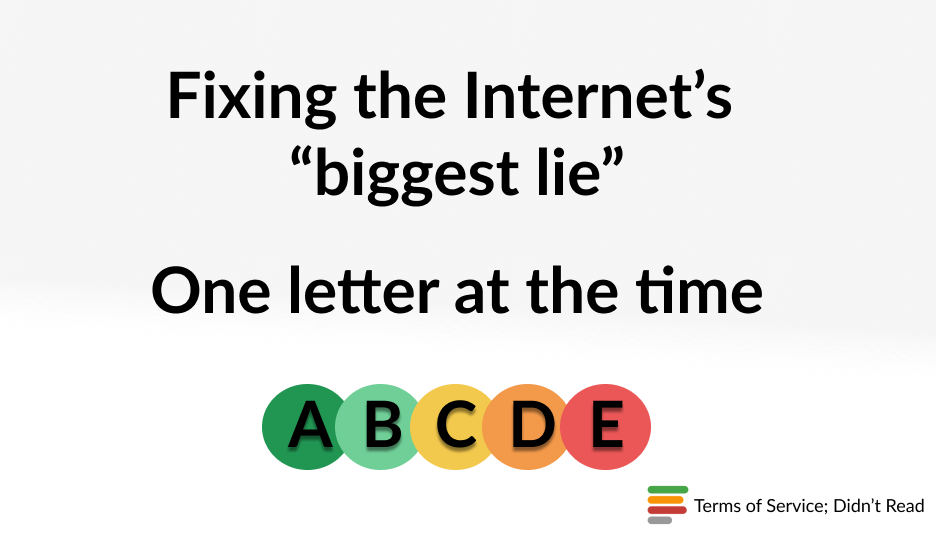 Fixing the Internet’s
“biggest lie”
One letter at the time
A B C D E
Terms of Service; Didn’t Read